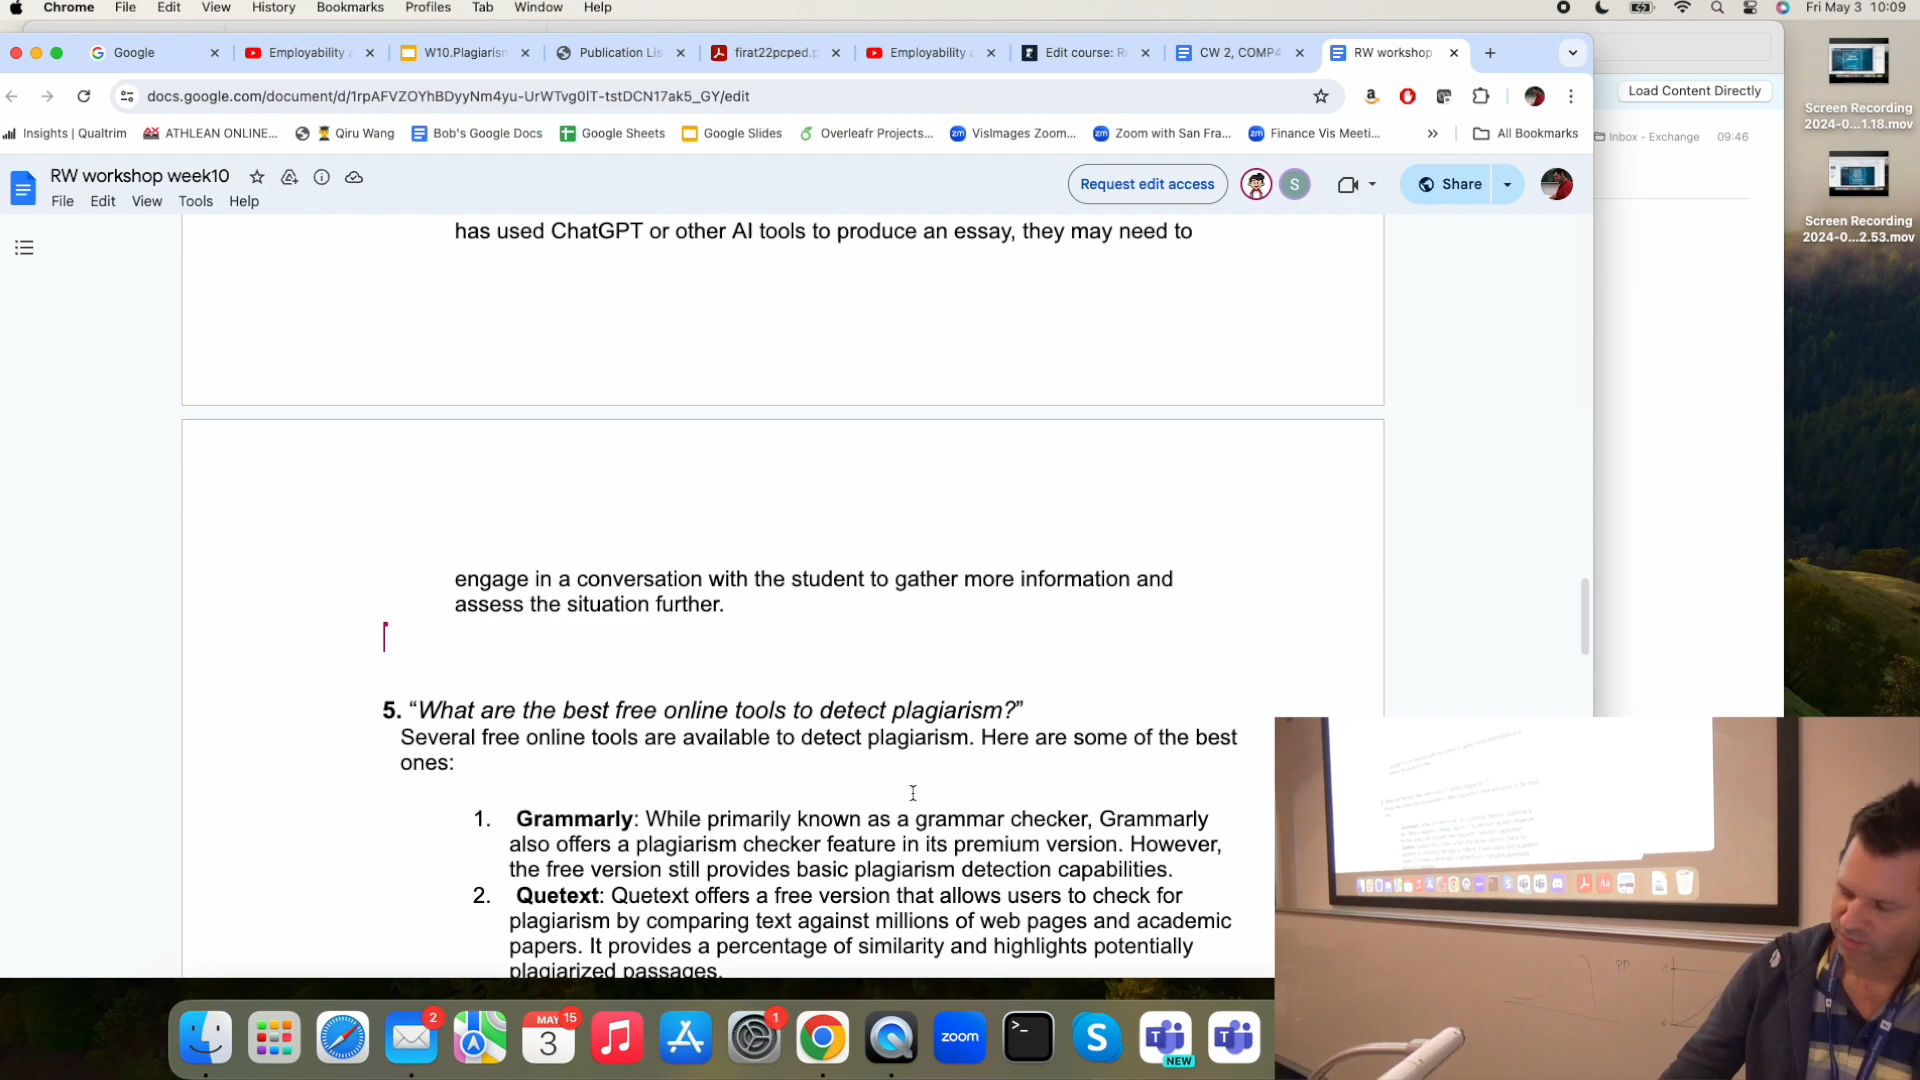 Chrome File Edit View History Bookmarks Profiles Tab Window Help Fri May 3 10:09
Google Employability a W10.Plagiarism Publication Lis firat22pcped.p Employability a Edit course: Re CW 2, COMP4 RW workshop
docs.google.com/document/d/1rpAFVZOYhBDyyNm4yu-UrWTvg0lT-tstDCN17ak5_GY/edit
Load Content Directly
Insights | Qualtrim ATHLEAN ONLINE... Qiru Wang Bob's Google Docs Google Sheets Google Slides Overleafr Projects... VisImages Zoom... Zoom with San Fra... Finance Vis Meeti... » All Bookmarks
Inbox - Exchange 09:46
Screen Recording
2024-0...1.18.mov
Screen Recording
2024-0...2.53.mov
RW workshop week10
File Edit View Tools Help
Request edit access S Share
has used ChatGPT or other AI tools to produce an essay, they may need to
engage in a conversation with the student to gather more information and
assess the situation further.
5. “What are the best free online tools to detect plagiarism?”
Several free online tools are available to detect plagiarism. Here are some of the best
ones:
1. Grammarly: While primarily known as a grammar checker, Grammarly
also offers a plagiarism checker feature in its premium version. However,
the free version still provides basic plagiarism detection capabilities.
2. Quetext: Quetext offers a free version that allows users to check for
plagiarism by comparing text against millions of web pages and academic
papers. It provides a percentage of similarity and highlights potentially
plagiarized passages.
2 MAY 15 3 1 zoom NEW
PD